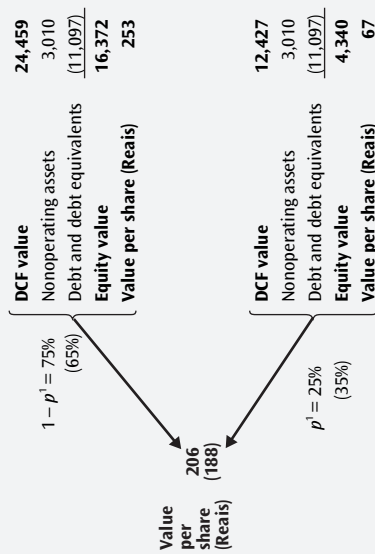 DCF value 24,459
Nonoperating assets 3,010
Debt and debt equivalents (11,097)
Equity value 16,372
Value per share (Reais) 253
1 – p¹ = 75%
(65%)
Value
per
share
(Reais)
206
(188)
p¹ = 25%
(35%)
DCF value 12,427
Nonoperating assets 3,010
Debt and debt equivalents (11,097)
Equity value 4,340
Value per share (Reais) 67